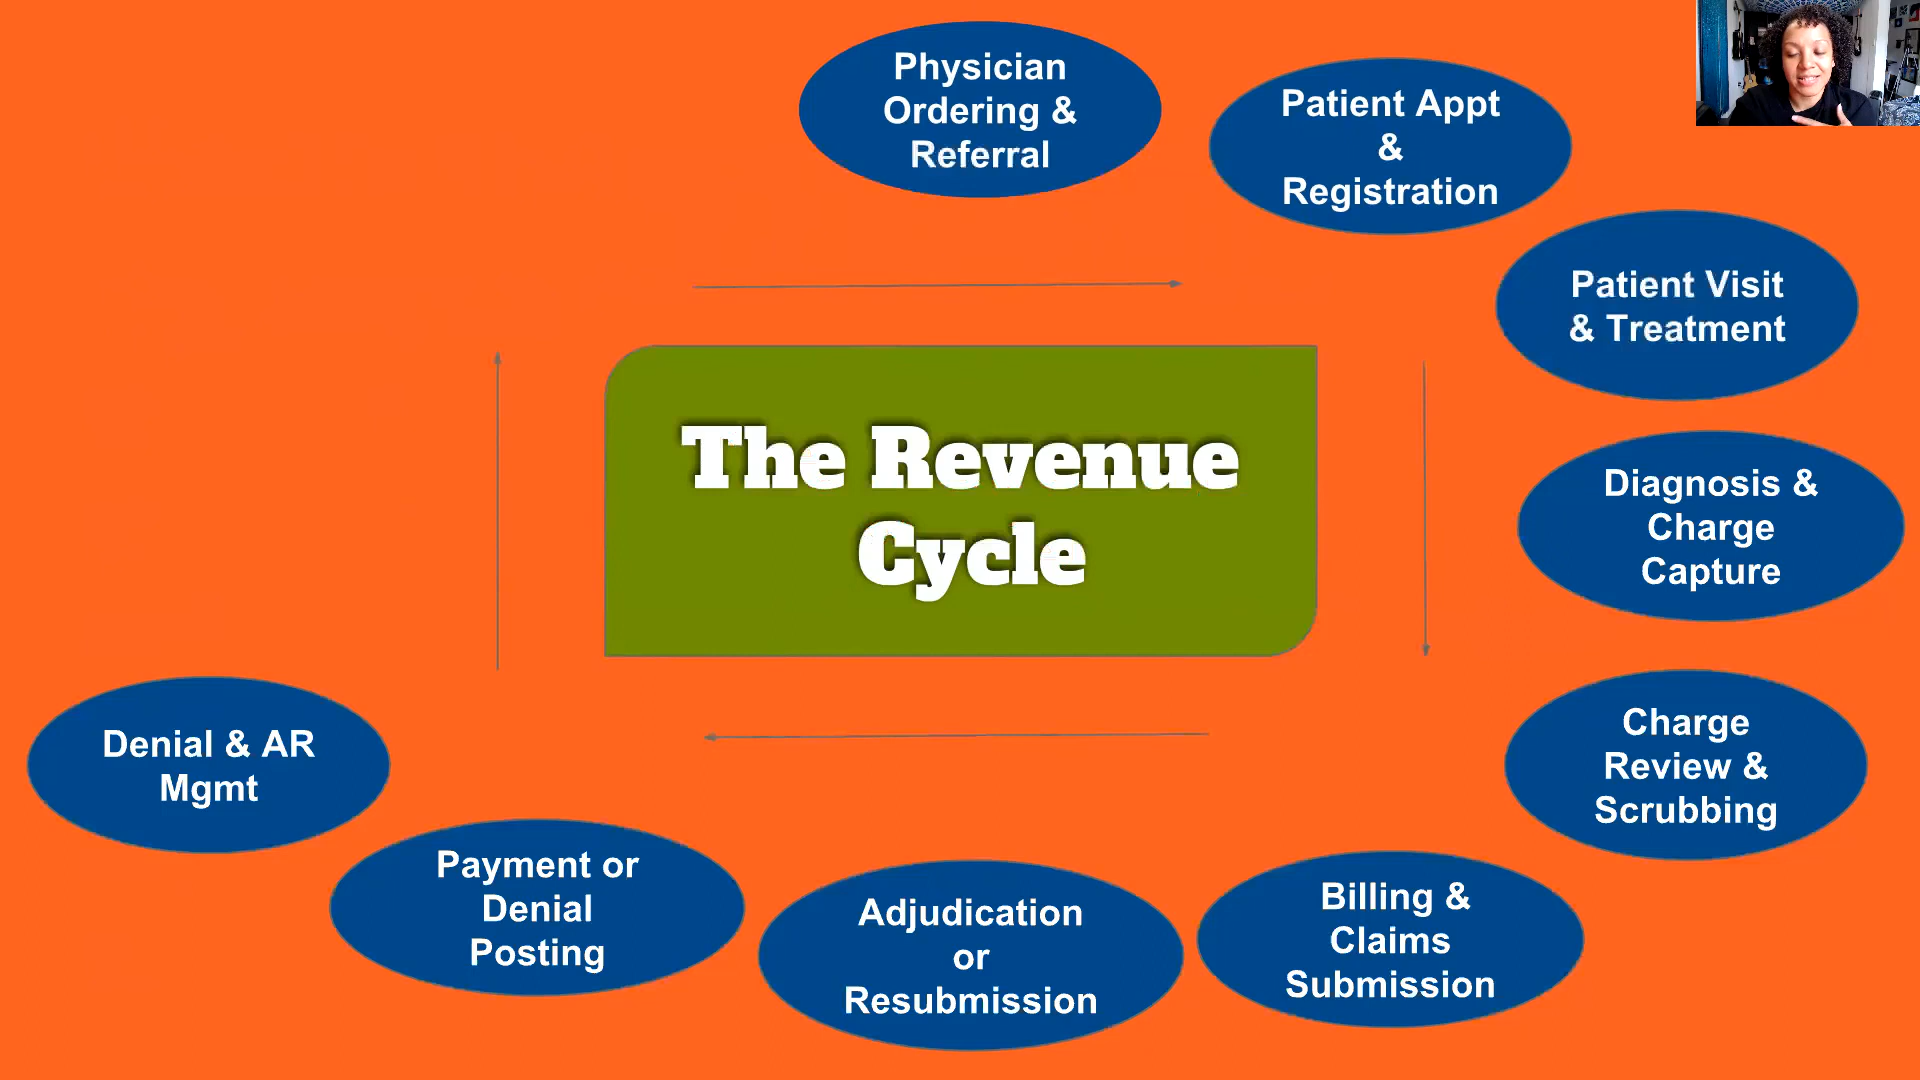 Physician
Ordering &
Referral
Patient Appt
&
Registration
Patient Visit
& Treatment
Diagnosis &
Charge
Capture
Charge
Review &
Scrubbing
Billing &
Claims
Submission
Adjudication
or
Resubmission
Payment or
Denial
Posting
Denial & AR
Mgmt
The Revenue
Cycle